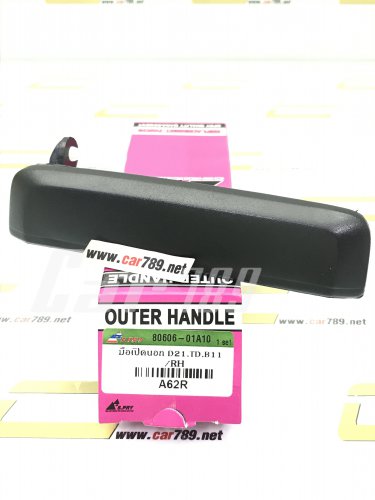 www.car789.net
OUTER HANDLE
www.car789.net
OUTER HANDLE
80606-01A10 1 set
มือเปิดนอก D21.TD.B11
/RH
A62R
S.PRY
www.car789.net